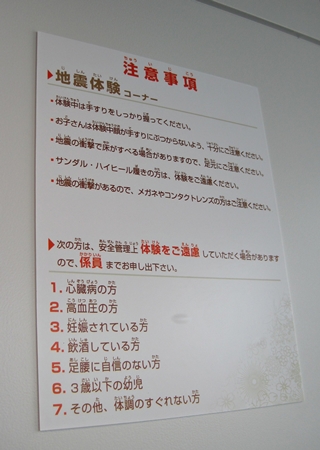 注意事項
地震体験コーナー
・体験中は手すりをしっかり握ってください。
・お子さんは体験中顔が手すりにぶつからないよう、十分にご注意ください。
・地震の衝撃で床がすべる場合がありますので、足元にご注意ください。
・サンダル・ハイヒール履きの方は、体験をご遠慮ください。
・地震の衝撃があるので、メガネやコンタクトレンズの方はご注意ください。
次の方は、安全管理上体験をご遠慮していただく場合があります
ので、係員までお申し出下さい。
1. 心臓病の方
2. 高血圧の方
3. 妊娠されている方
4. 飲酒している方
5. 足腰に自信のない方
6. 3歳以下の幼児
7. その他、体調のすぐれない方